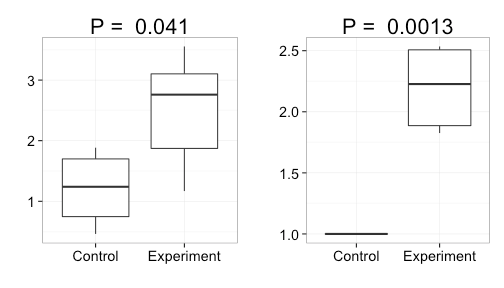 P = 0.041
3
2
1
Control Experiment
P = 0.0013
2.5
2.0
1.5
1.0
Control Experiment